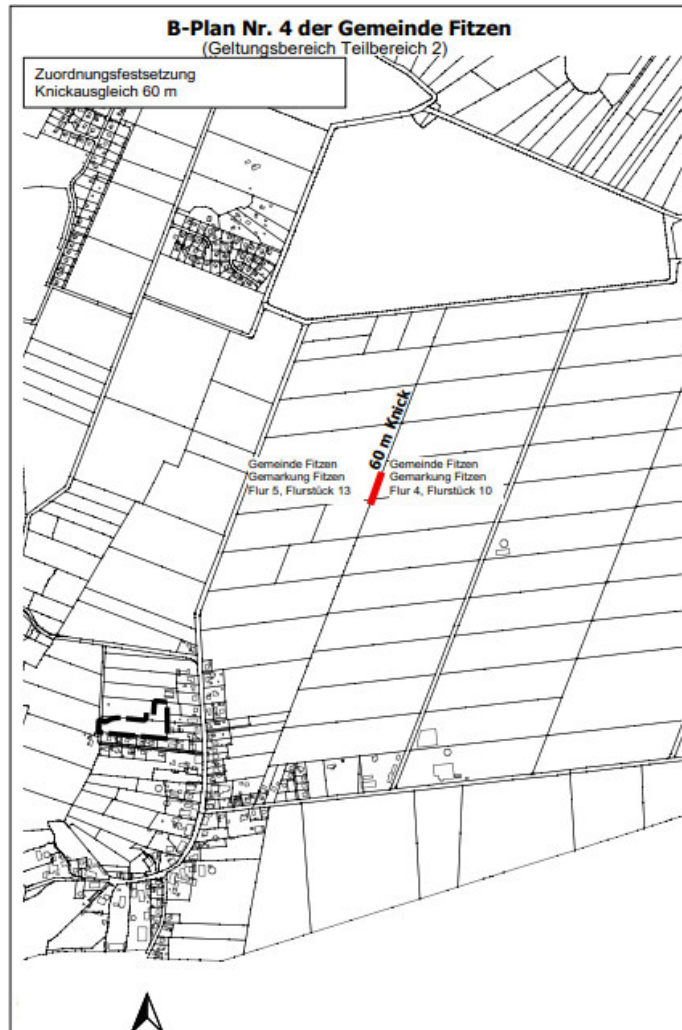 B-Plan Nr. 4 der Gemeinde Fitzen
(Geltungsbereich Teilbereich 2)
Zuordnungsfestsetzung
Knickausgleich 60 m
60 m Knick
Gemeinde Fitzen
Gemarkung Fitzen
Flur 5, Flurstück 13
Gemeinde Fitzen
Gemarkung Fitzen
Flur 4, Flurstück 10